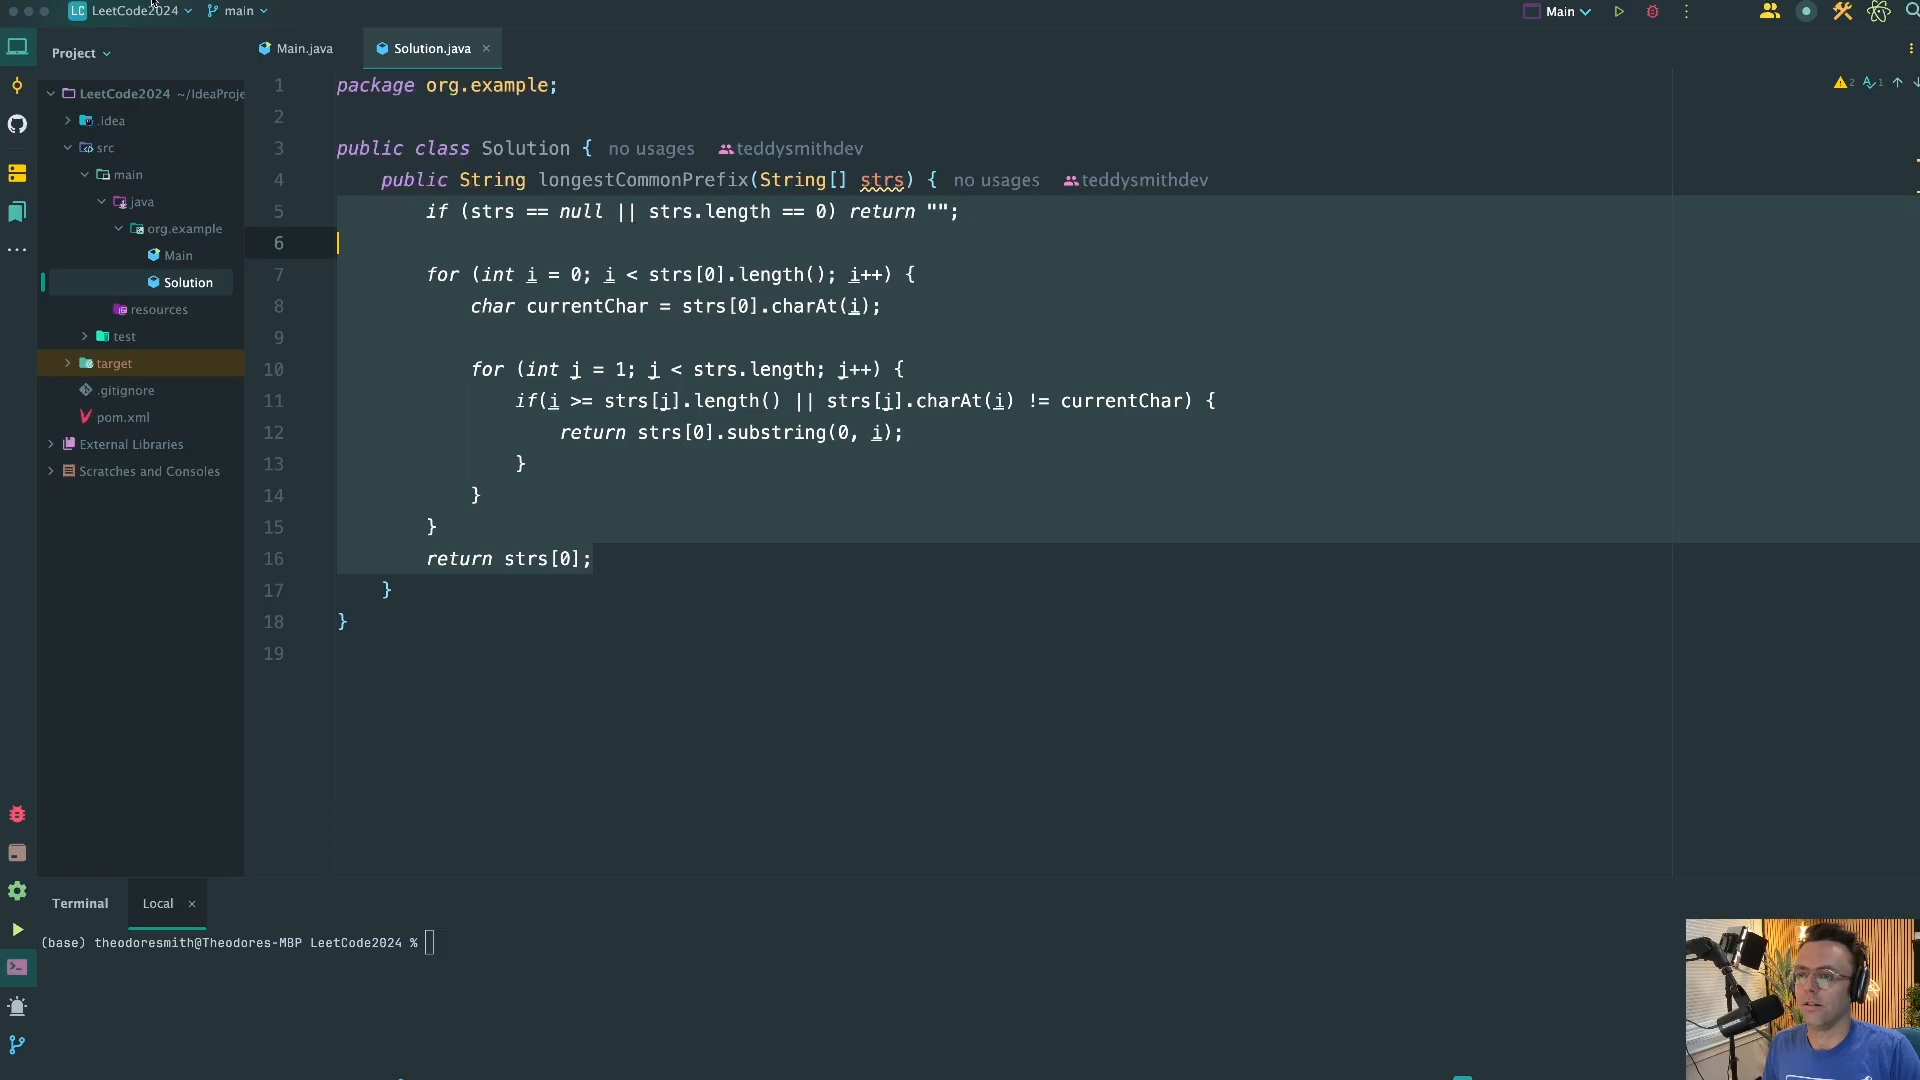 LC LeetCode2024 main Main
Project
Main.java Solution.java
LeetCode2024 ~/IdeaProje
.idea
src
main
java
org.example
Main
Solution
resources
test
target
.gitignore
pom.xml
External Libraries
Scratches and Consoles
2 1
1 package org.example;
2
3 public class Solution { no usages teddysmithdev
4 public String longestCommonPrefix(String[] strs) { no usages teddysmithdev
5 if (strs == null || strs.length == 0) return "";
6
7 for (int i = 0; i < strs[0].length(); i++) {
8 char currentChar = strs[0].charAt(i);
9
10 for (int j = 1; j < strs.length; j++) {
11 if(i >= strs[j].length() || strs[j].charAt(i) != currentChar) {
12 return strs[0].substring(0, i);
13 }
14 }
15 }
16 return strs[0];
17 }
18 }
19
Terminal Local
(base) theodoresmith@Theodores-MBP LeetCode2024 %